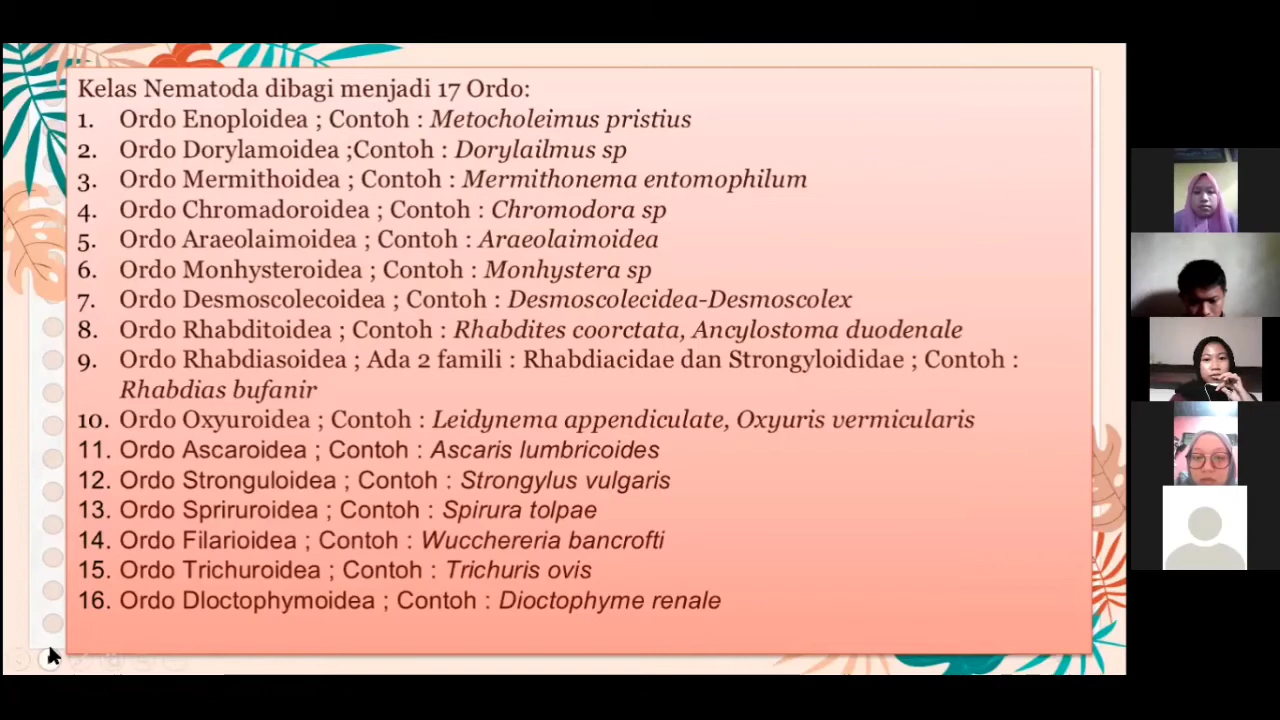 Kelas Nematoda dibagi menjadi 17 Ordo:
1. Ordo Enoploidea ; Contoh : Metocholeimus pristius
2. Ordo Dorylamoidea ;Contoh : Dorylailmus sp
3. Ordo Mermithoidea ; Contoh : Mermithonema entomophilum
4. Ordo Chromadoroidea ; Contoh : Chromodora sp
5. Ordo Araeolaimoidea ; Contoh : Araeolaimoidea
6. Ordo Monhysteroidea ; Contoh : Monhystera sp
7. Ordo Desmoscolecoidea ; Contoh : Desmoscolecidea-Desmoscolex
8. Ordo Rhabditoidea ; Contoh : Rhabdites coorctata, Ancylostoma duodenale
9. Ordo Rhabdiasoidea ; Ada 2 famili : Rhabdiacidae dan Strongyloididae ; Contoh :
Rhabdias bufanir
10. Ordo Oxyuroidea ; Contoh : Leidynema appendiculate, Oxyuris vermicularis
11. Ordo Ascaroidea ; Contoh : Ascaris lumbricoides
12. Ordo Stronguloidea ; Contoh : Strongylus vulgaris
13. Ordo Spriruroidea ; Contoh : Spirura tolpae
14. Ordo Filarioidea ; Contoh : Wucchereria bancrofti
15. Ordo Trichuroidea ; Contoh : Trichuris ovis
16. Ordo Dloctophymoidea ; Contoh : Dioctophyme renale